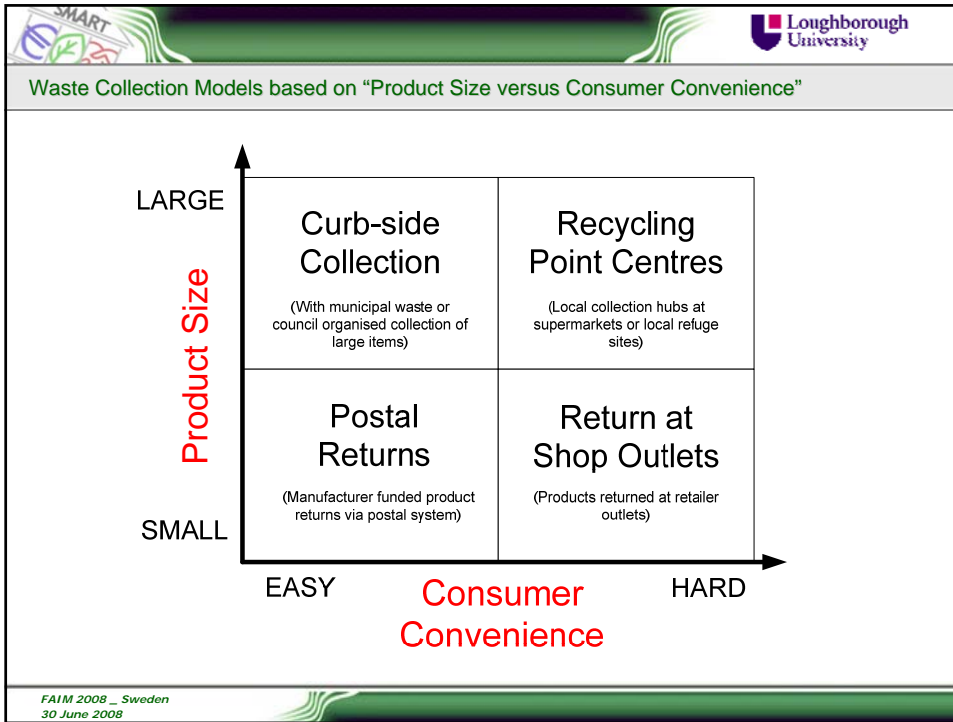 SMART
Loughborough
University
Waste Collection Models based on “Product Size versus Consumer Convenience”
LARGE
Product Size
SMALL
Curb-side
Collection
(With municipal waste or
council organised collection of
large items)
Recycling
Point Centres
(Local collection hubs at
supermarkets or local refuge
sites)
Postal
Returns
(Manufacturer funded product
returns via postal system)
Return at
Shop Outlets
(Products returned at retailer
outlets)
EASY
Consumer
Convenience
HARD
FAIM 2008 _ Sweden
30 June 2008